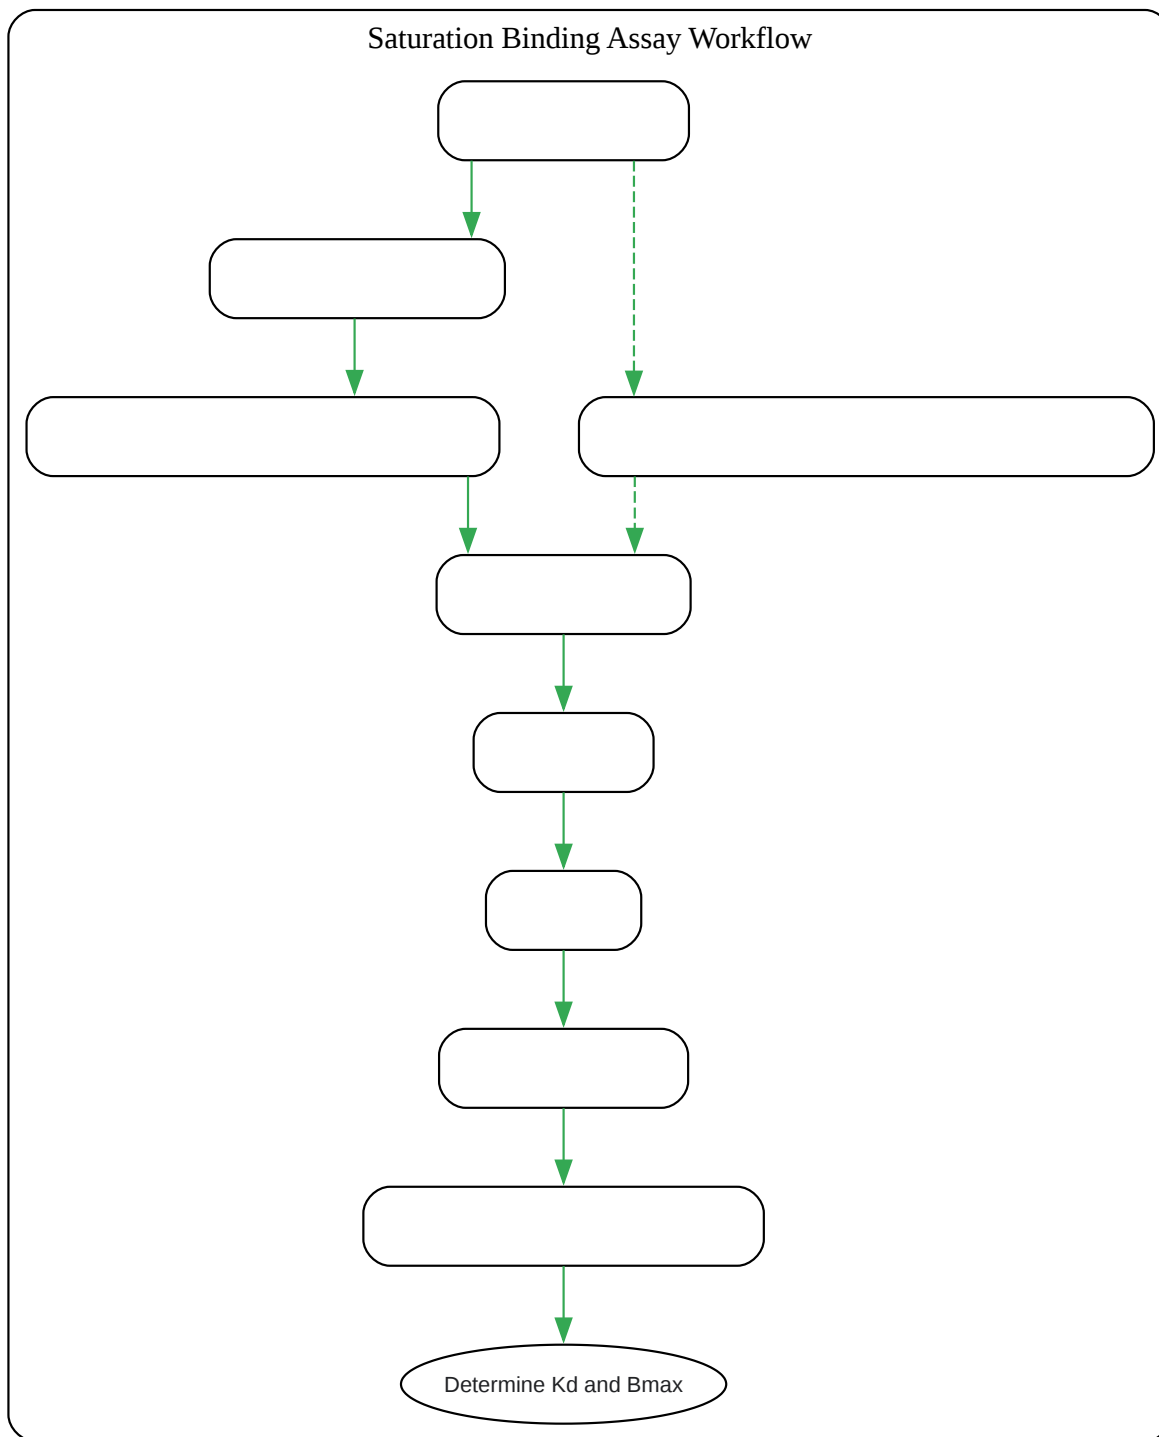 Saturation Binding Assay Workflow
Determine Kd and Bmax